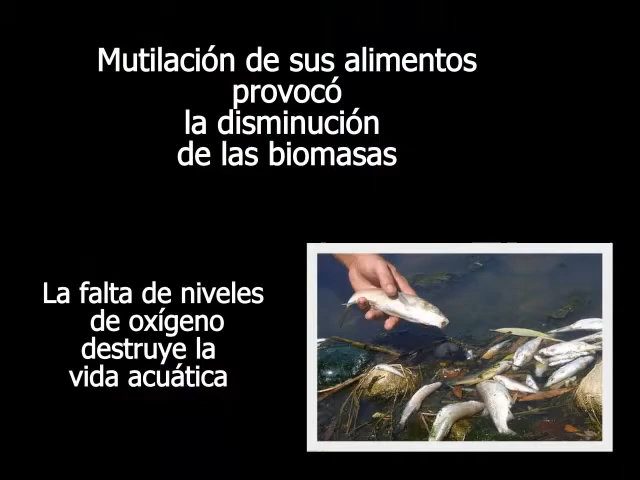 Mutilación de sus alimentos
provocó
la disminución
de las biomasas
La falta de niveles
de oxígeno
destruye la
vida acuática